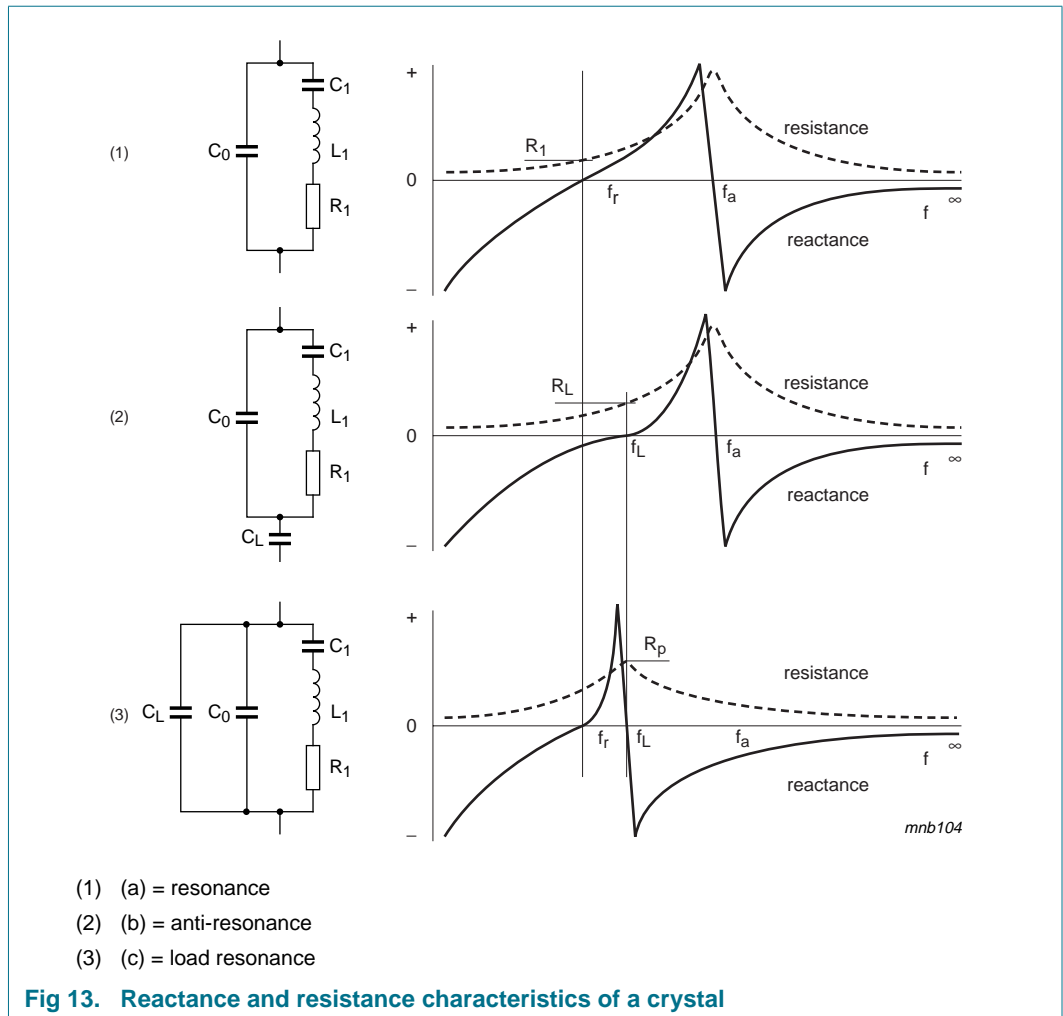 (1)
C0
C1
L1
R1
+
0
–
R1
fr
fa
resistance
reactance
f
∞
(2)
C0
C1
L1
R1
CL
+
0
–
RL
fL
fa
resistance
reactance
f
∞
(3)
CL
C0
C1
L1
R1
+
0
–
Rp
fr
fL
fa
resistance
reactance
f
∞
mnb104
(1) (a) = resonance
(2) (b) = anti-resonance
(3) (c) = load resonance
Fig 13. Reactance and resistance characteristics of a crystal